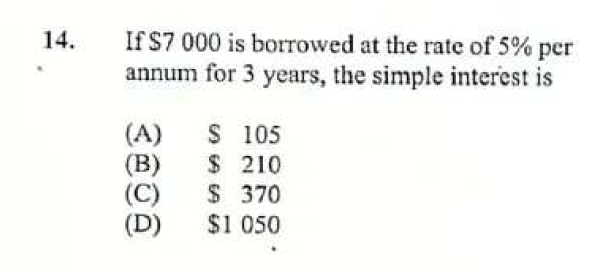 14. If $7 000 is borrowed at the rate of 5% per
annum for 3 years, the simple interest is
(A) $ 105
(B) $ 210
(C) $ 370
(D) $1 050